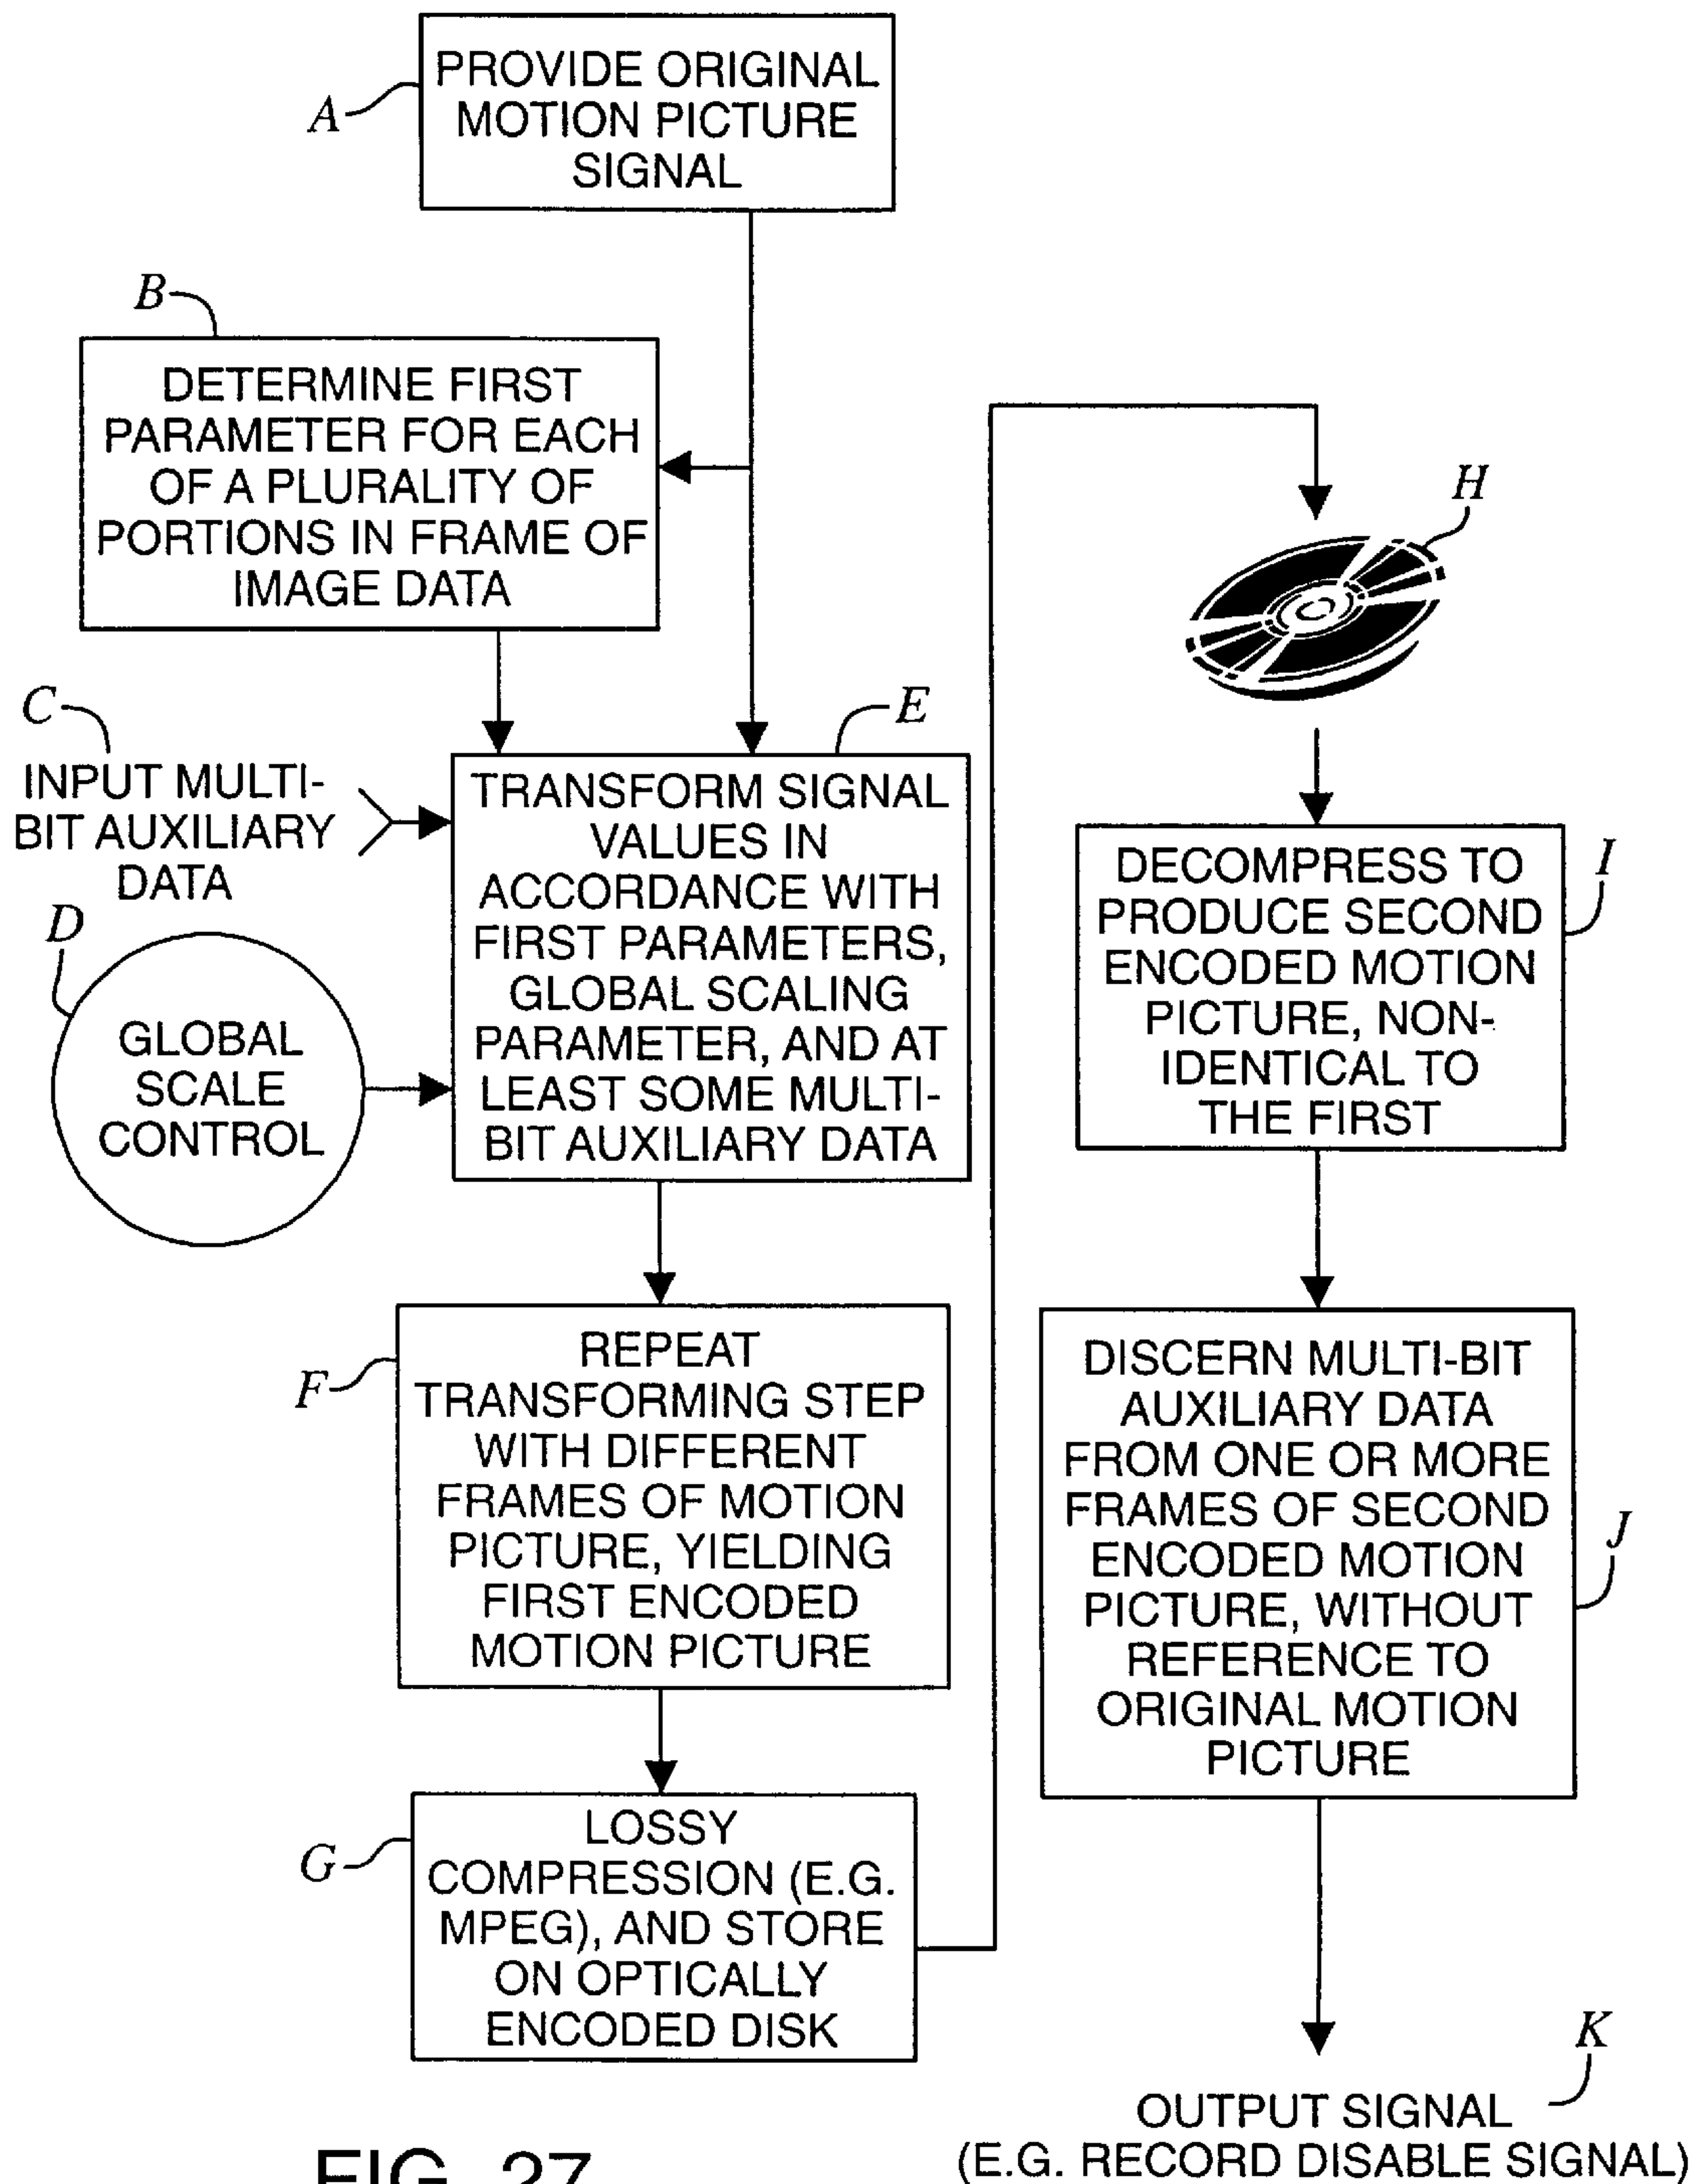 A
PROVIDE ORIGINAL
MOTION PICTURE
SIGNAL
B
DETERMINE FIRST
PARAMETER FOR EACH
OF A PLURALITY OF
PORTIONS IN FRAME OF
IMAGE DATA
C
INPUT MULTI-
BIT AUXILIARY
DATA
D
GLOBAL
SCALE
CONTROL
E
TRANSFORM SIGNAL
VALUES IN
ACCORDANCE WITH
FIRST PARAMETERS,
GLOBAL SCALING
PARAMETER, AND AT
LEAST SOME MULTI-
BIT AUXILIARY DATA
F
REPEAT
TRANSFORMING STEP
WITH DIFFERENT
FRAMES OF MOTION
PICTURE, YIELDING
FIRST ENCODED
MOTION PICTURE
G
LOSSY
COMPRESSION (E.G.
MPEG), AND STORE
ON OPTICALLY
ENCODED DISK
H
I
DECOMPRESS TO
PRODUCE SECOND
ENCODED MOTION
PICTURE, NON-
IDENTICAL TO
THE FIRST
J
DISCERN MULTI-BIT
AUXILIARY DATA
FROM ONE OR MORE
FRAMES OF SECOND
ENCODED MOTION
PICTURE, WITHOUT
REFERENCE TO
ORIGINAL MOTION
PICTURE
K
OUTPUT SIGNAL
(E.G. RECORD DISABLE SIGNAL)
FIG. 27